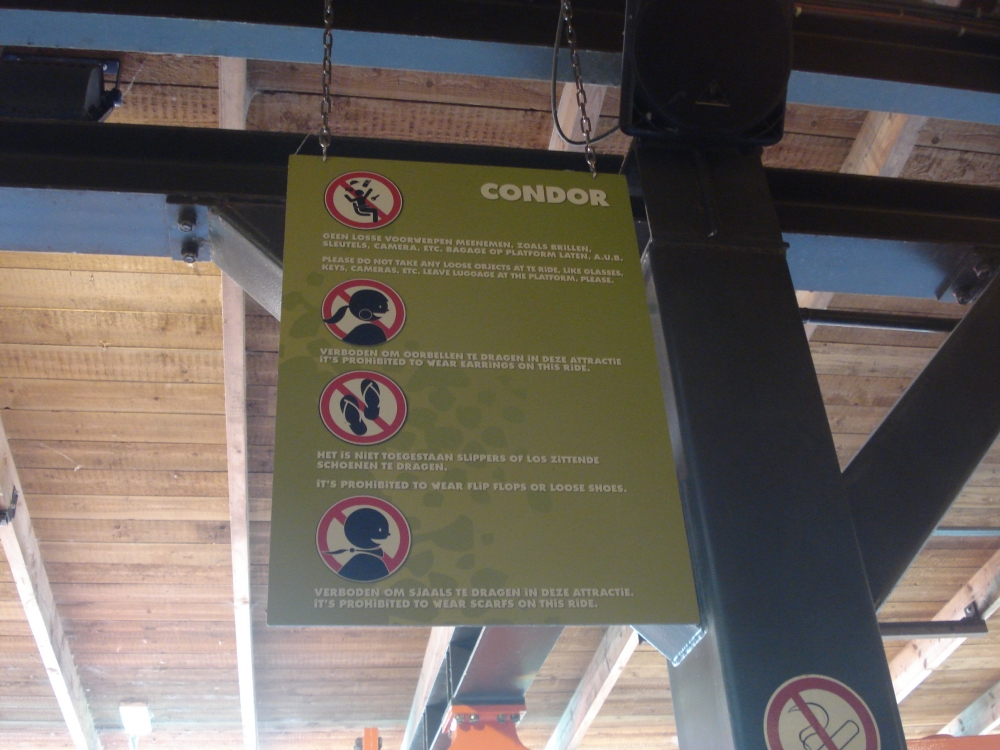 CONDOR
GEEN LOSSE VOORWERPEN MEENEMEN, ZOALS BRILLEN,
SLEUTELS, CAMERA, ETC. BAGAGE OP PLATFORM LATEN, A.U.B.
PLEASE DO NOT TAKE ANY LOOSE OBJECTS AT TE RIDE, LIKE GLASSES,
KEYS, CAMERAS, ETC. LEAVE LUGGAGE AT THE PLATFORM, PLEASE.
VERBODEN OM OORBELLEN TE DRAGEN IN DEZE ATTRACTIE
IT'S PROHIBITED TO WEAR EARRINGS ON THIS RIDE.
HET IS NIET TOEGESTAAN SLIPPERS OF LOS ZITTENDE
SCHOENEN TE DRAGEN.
IT'S PROHIBITED TO WEAR FLIP FLOPS OR LOOSE SHOES.
VERBODEN OM SJAALS TE DRAGEN IN DEZE ATTRACTIE.
IT'S PROHIBITED TO WEAR SCARFS ON THIS RIDE.